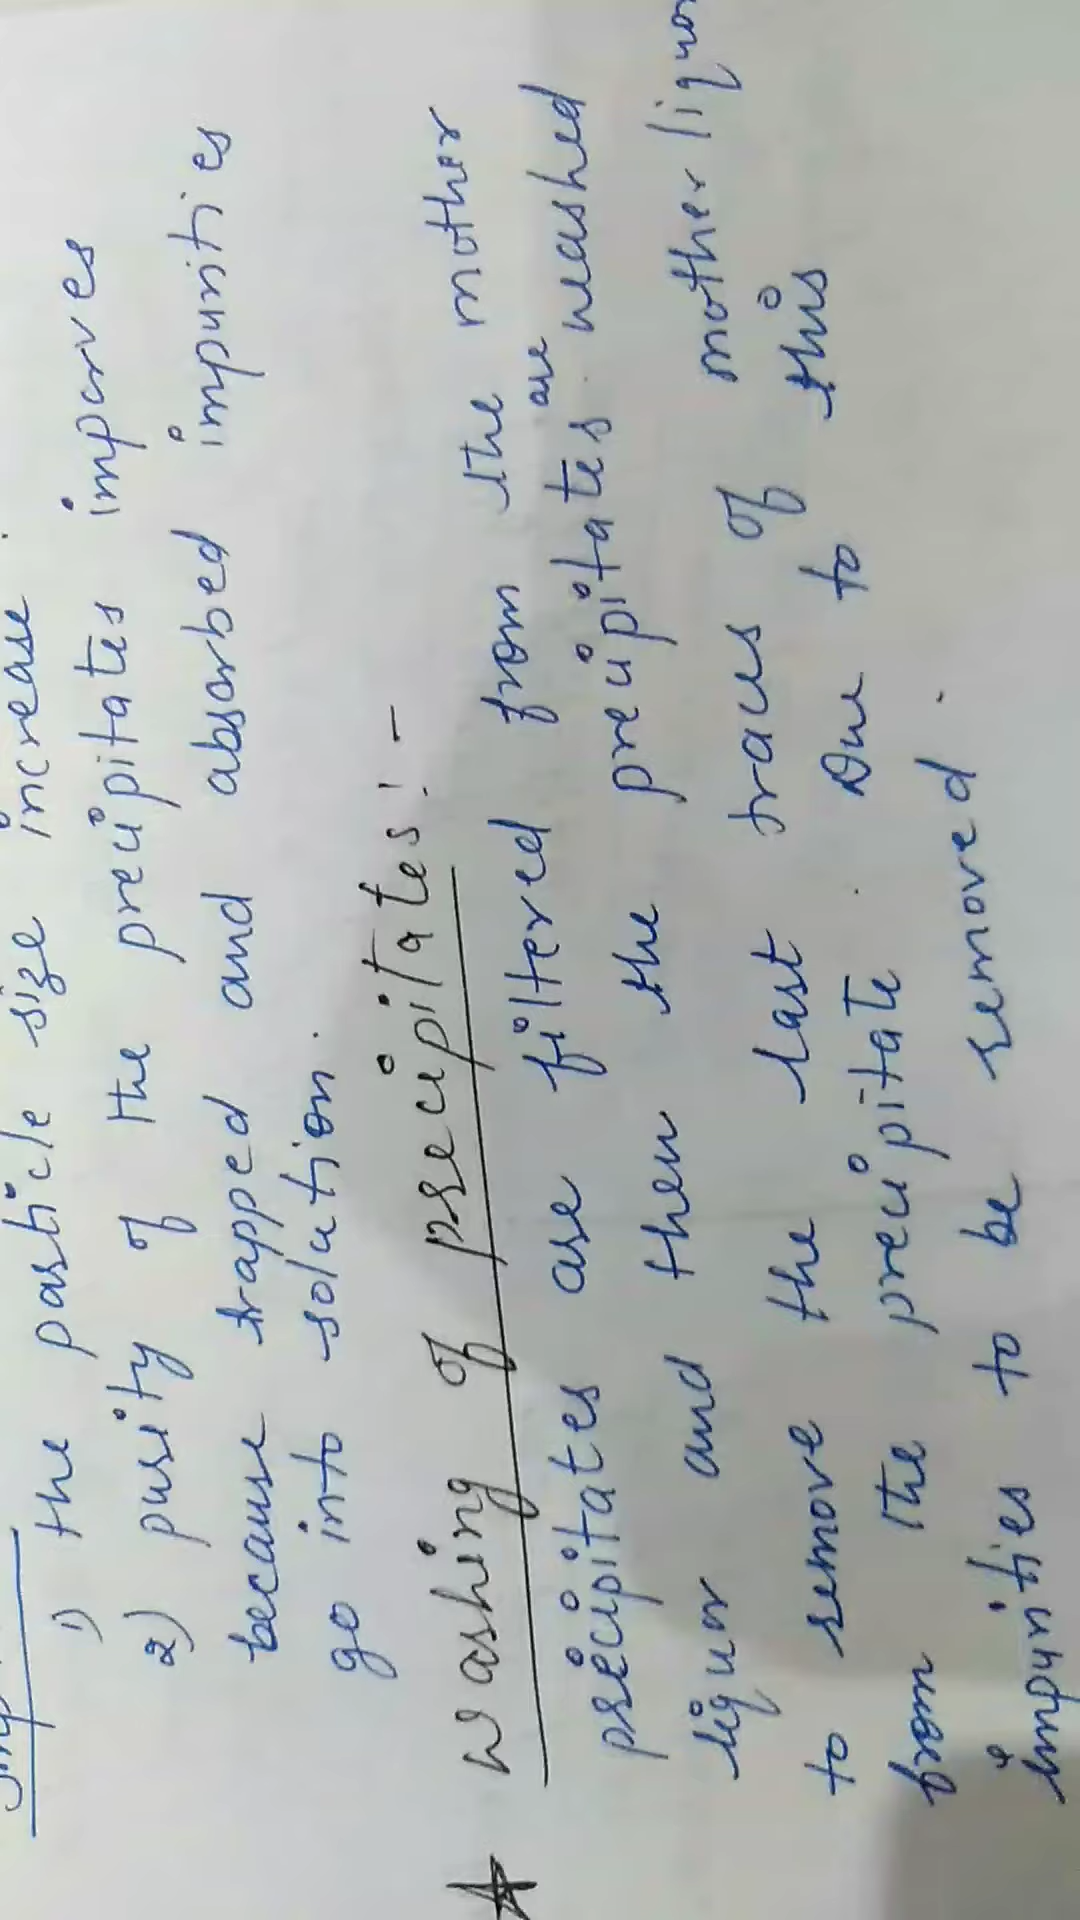 1) the particle size increase.
2) purity of the precipitates imporves
because trapped and absorbed impurities
go into solution.
★ washing of precipitates! -
precipitates are filtered from the mother
liquor and then the precipitates are washed
to remove the last traces of mother liquor
from the precipitate. Due to this
impurities to be removed.